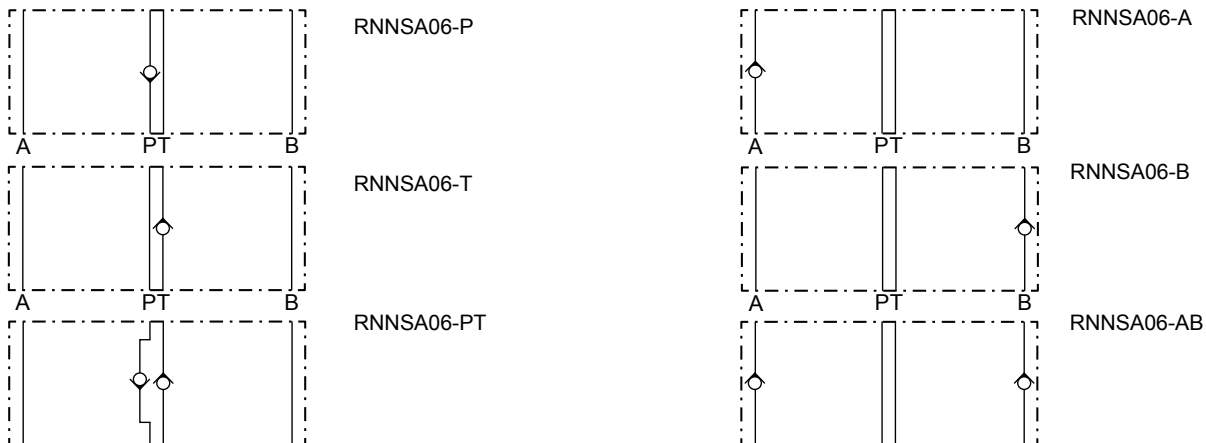 RNNSA06-P
A PT B
RNNSA06-T
A PT B
RNNSA06-PT
RNNSA06-A
A PT B
RNNSA06-B
A PT B
RNNSA06-AB